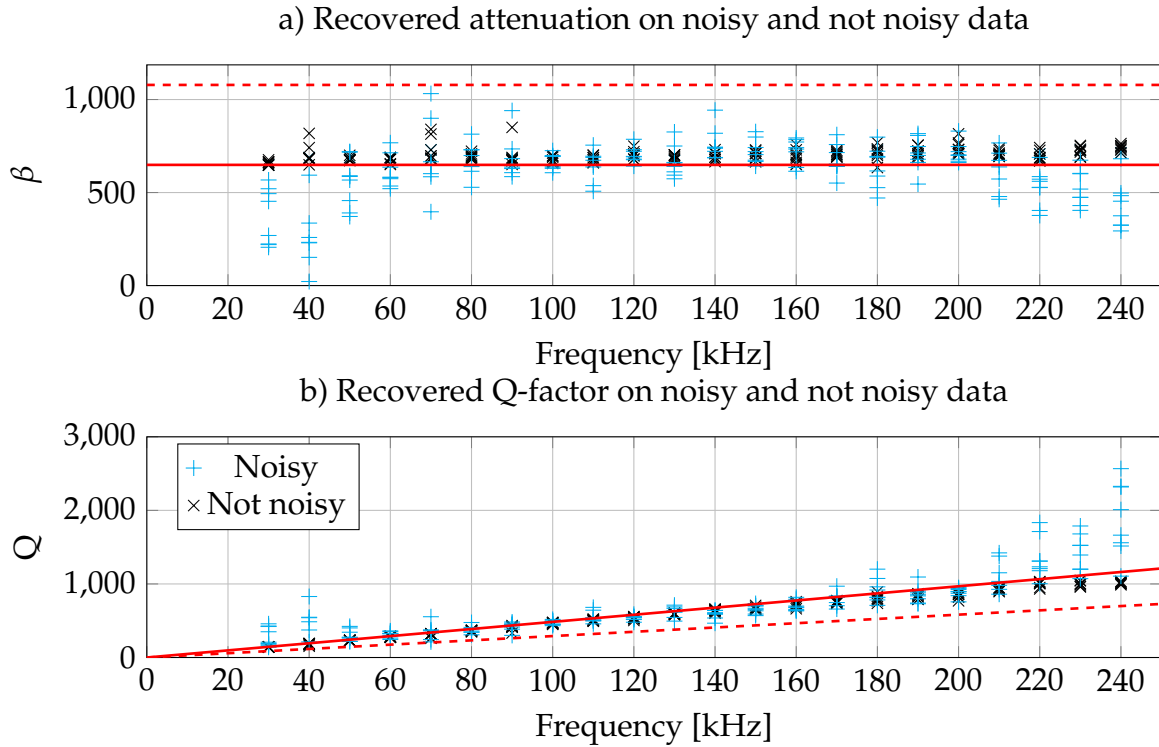 a) Recovered attenuation on noisy and not noisy data
1,000
500
0
β
0 20 40 60 80 100 120 140 160 180 200 220 240
Frequency [kHz]
b) Recovered Q-factor on noisy and not noisy data
3,000
2,000
1,000
0
Q
Noisy
Not noisy
0 20 40 60 80 100 120 140 160 180 200 220 240
Frequency [kHz]